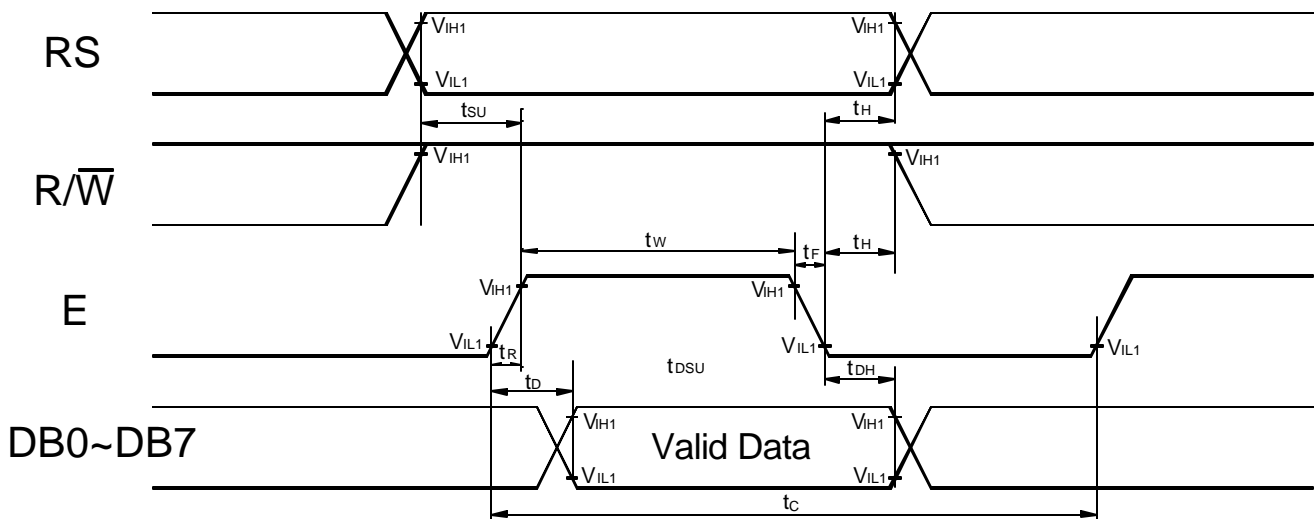 VIH1 VIH1
RS
VIL1 VIL1
tSU tH
VIH1 VIH1
R/W̅
tW tF tH
VIH1 VIH1
E
VIL1 VIL1 VIL1
tR tDSU tDH
tD
VIH1 VIH1
DB0~DB7 Valid Data
VIL1 VIL1
tC